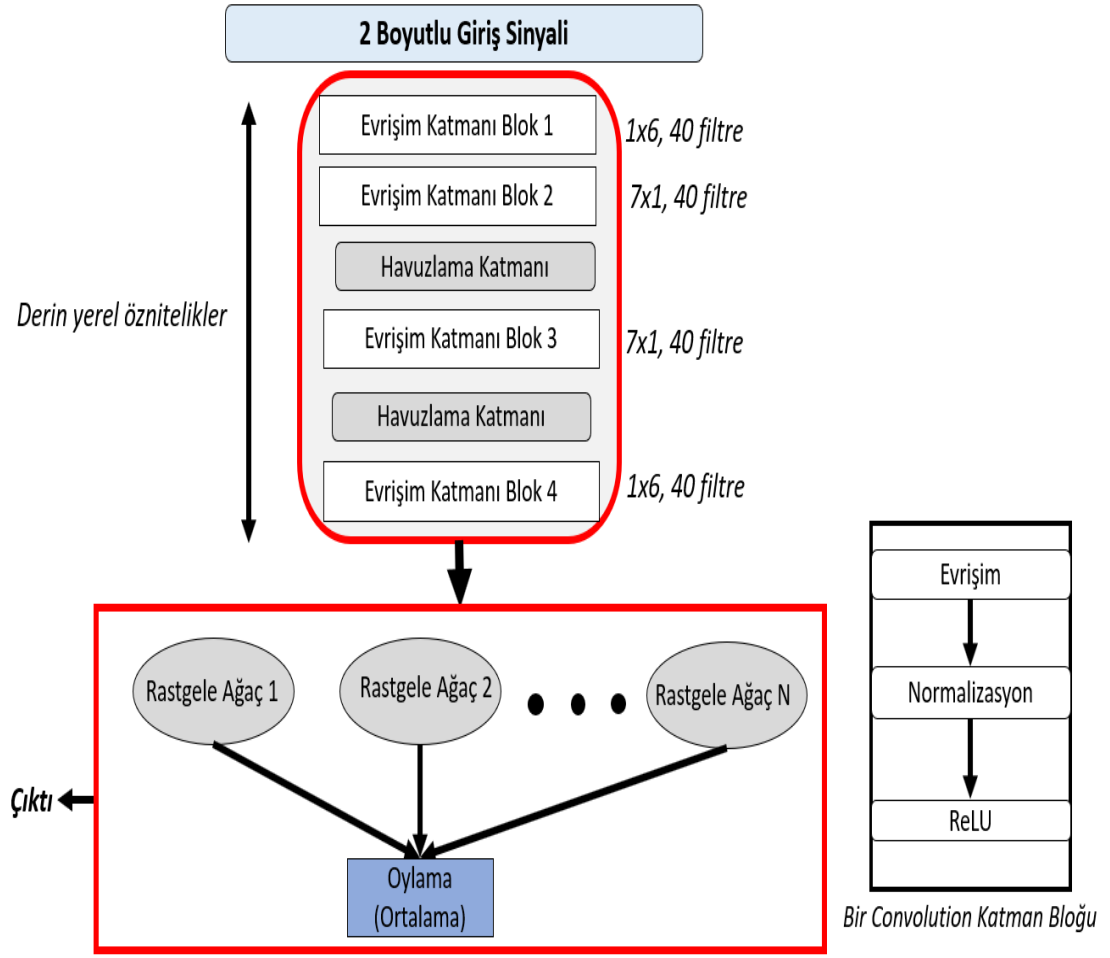 2 Boyutlu Giriş Sinyali
Evrişim Katmanı Blok 1
1x6, 40 filtre
Evrişim Katmanı Blok 2
7x1, 40 filtre
Havuzlama Katmanı
Derin yerel öznitelikler
Evrişim Katmanı Blok 3
7x1, 40 filtre
Havuzlama Katmanı
Evrişim Katmanı Blok 4
1x6, 40 filtre
Rastgele Ağaç 1
Rastgele Ağaç 2
Rastgele Ağaç N
Çıktı
Oylama
(Ortalama)
Evrişim
Normalizasyon
ReLU
Bir Convolution Katman Bloğu